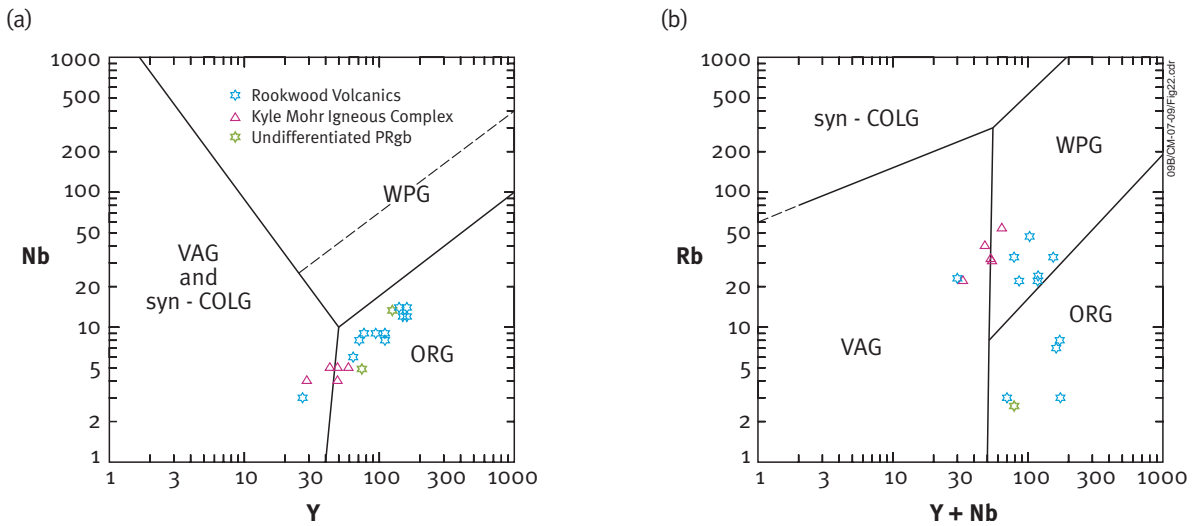 (a)
1000
500
200
100
50
20
10
5
2
1
Nb
1
3
10
30
100
300
1000
Y
Rookwood Volcanics
Kyle Mohr Igneous Complex
Undifferentiated PRgb
WPG
VAG
and
syn - COLG
ORG
(b)
1000
500
200
100
50
20
10
5
2
1
Rb
1
3
10
30
100
300
1000
Y + Nb
syn - COLG
WPG
VAG
ORG
09B/CM-07-09/Fig22.cdr